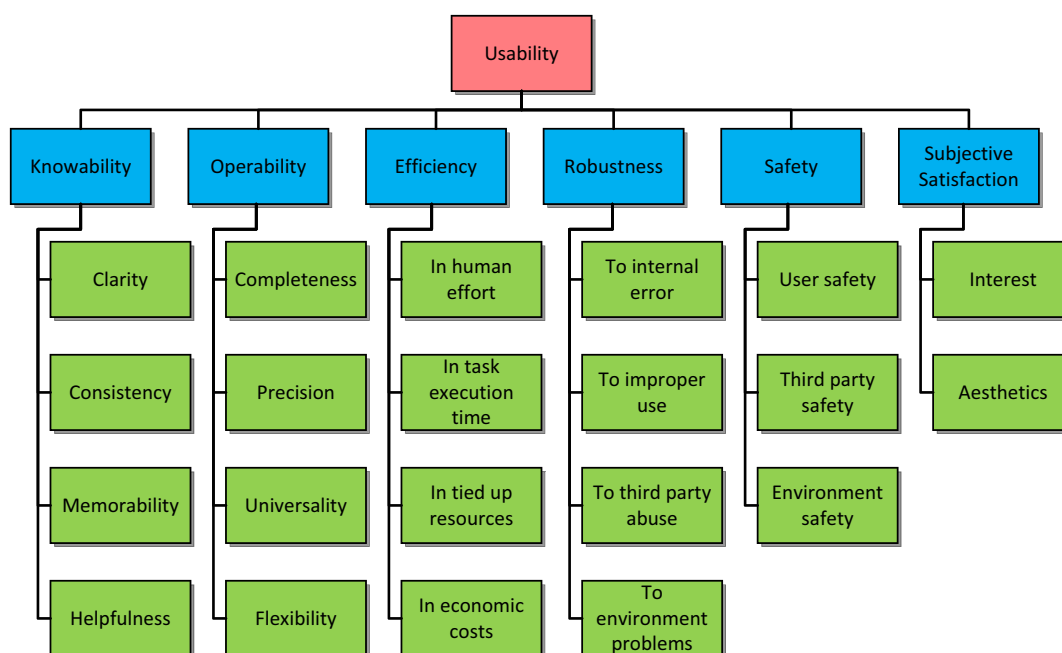 Usability
Knowability
Operability
Efficiency
Robustness
Safety
Subjective
Satisfaction
Clarity
Completeness
In human
effort
To internal
error
User safety
Interest
Consistency
Precision
In task
execution
time
To improper
use
Third party
safety
Aesthetics
Memorability
Universality
In tied up
resources
To third party
abuse
Environment
safety
Helpfulness
Flexibility
In economic
costs
To
environment
problems